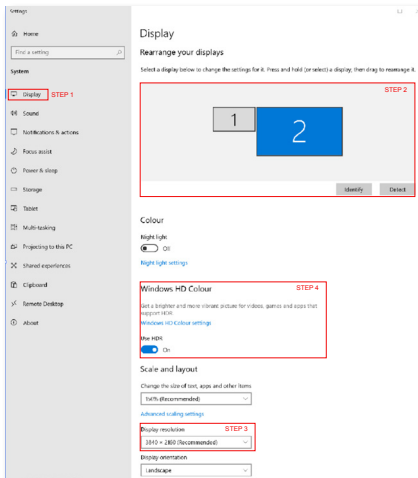 Settings
Home
Find a setting
System
Display
STEP 1
Sound
Notifications & actions
Focus assist
Power & sleep
Storage
Tablet
Multi-tasking
Projecting to this PC
Shared experiences
Clipboard
Remote Desktop
About
Display
Rearrange your displays
Select a display below to change the settings for it. Press and hold (or select) a display, then drag to rearrange it.
STEP 2
1
2
Identify
Detect
Colour
Night light
Off
Night light settings
Windows HD Colour
STEP 4
Get a brighter and more vibrant picture for videos, games and apps that
support HDR.
Windows HD Colour settings
Use HDR
On
Scale and layout
Change the size of text, apps and other items
(Recommended)
Advanced scaling settings
Display resolution
STEP 3
3840 × 2160 (Recommended)
Display orientation
Landscape